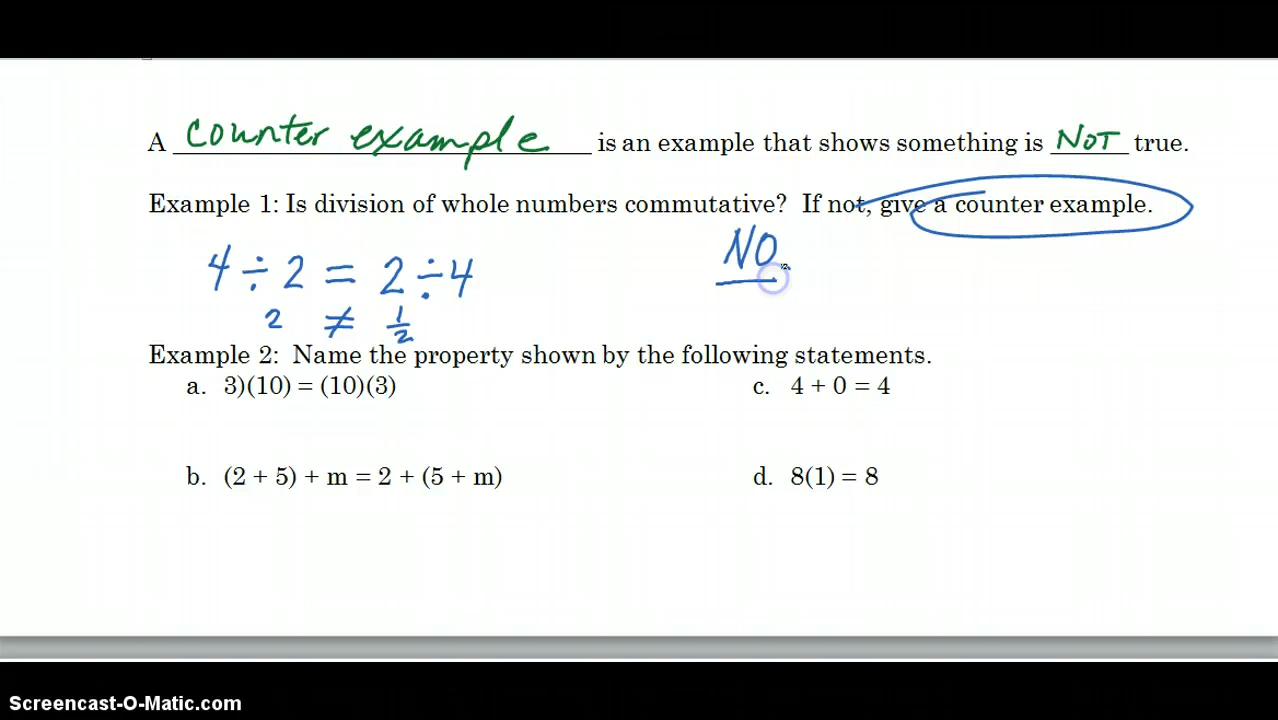 A counter example is an example that shows something is NOT true.
Example 1: Is division of whole numbers commutative? If not, give a counter example.
NO
4 ÷ 2 = 2 ÷ 4
2 ≠ 1/2
Example 2: Name the property shown by the following statements.
a. 3)(10) = (10)(3)
c. 4 + 0 = 4
b. (2 + 5) + m = 2 + (5 + m)
d. 8(1) = 8
Screencast-O-Matic.com